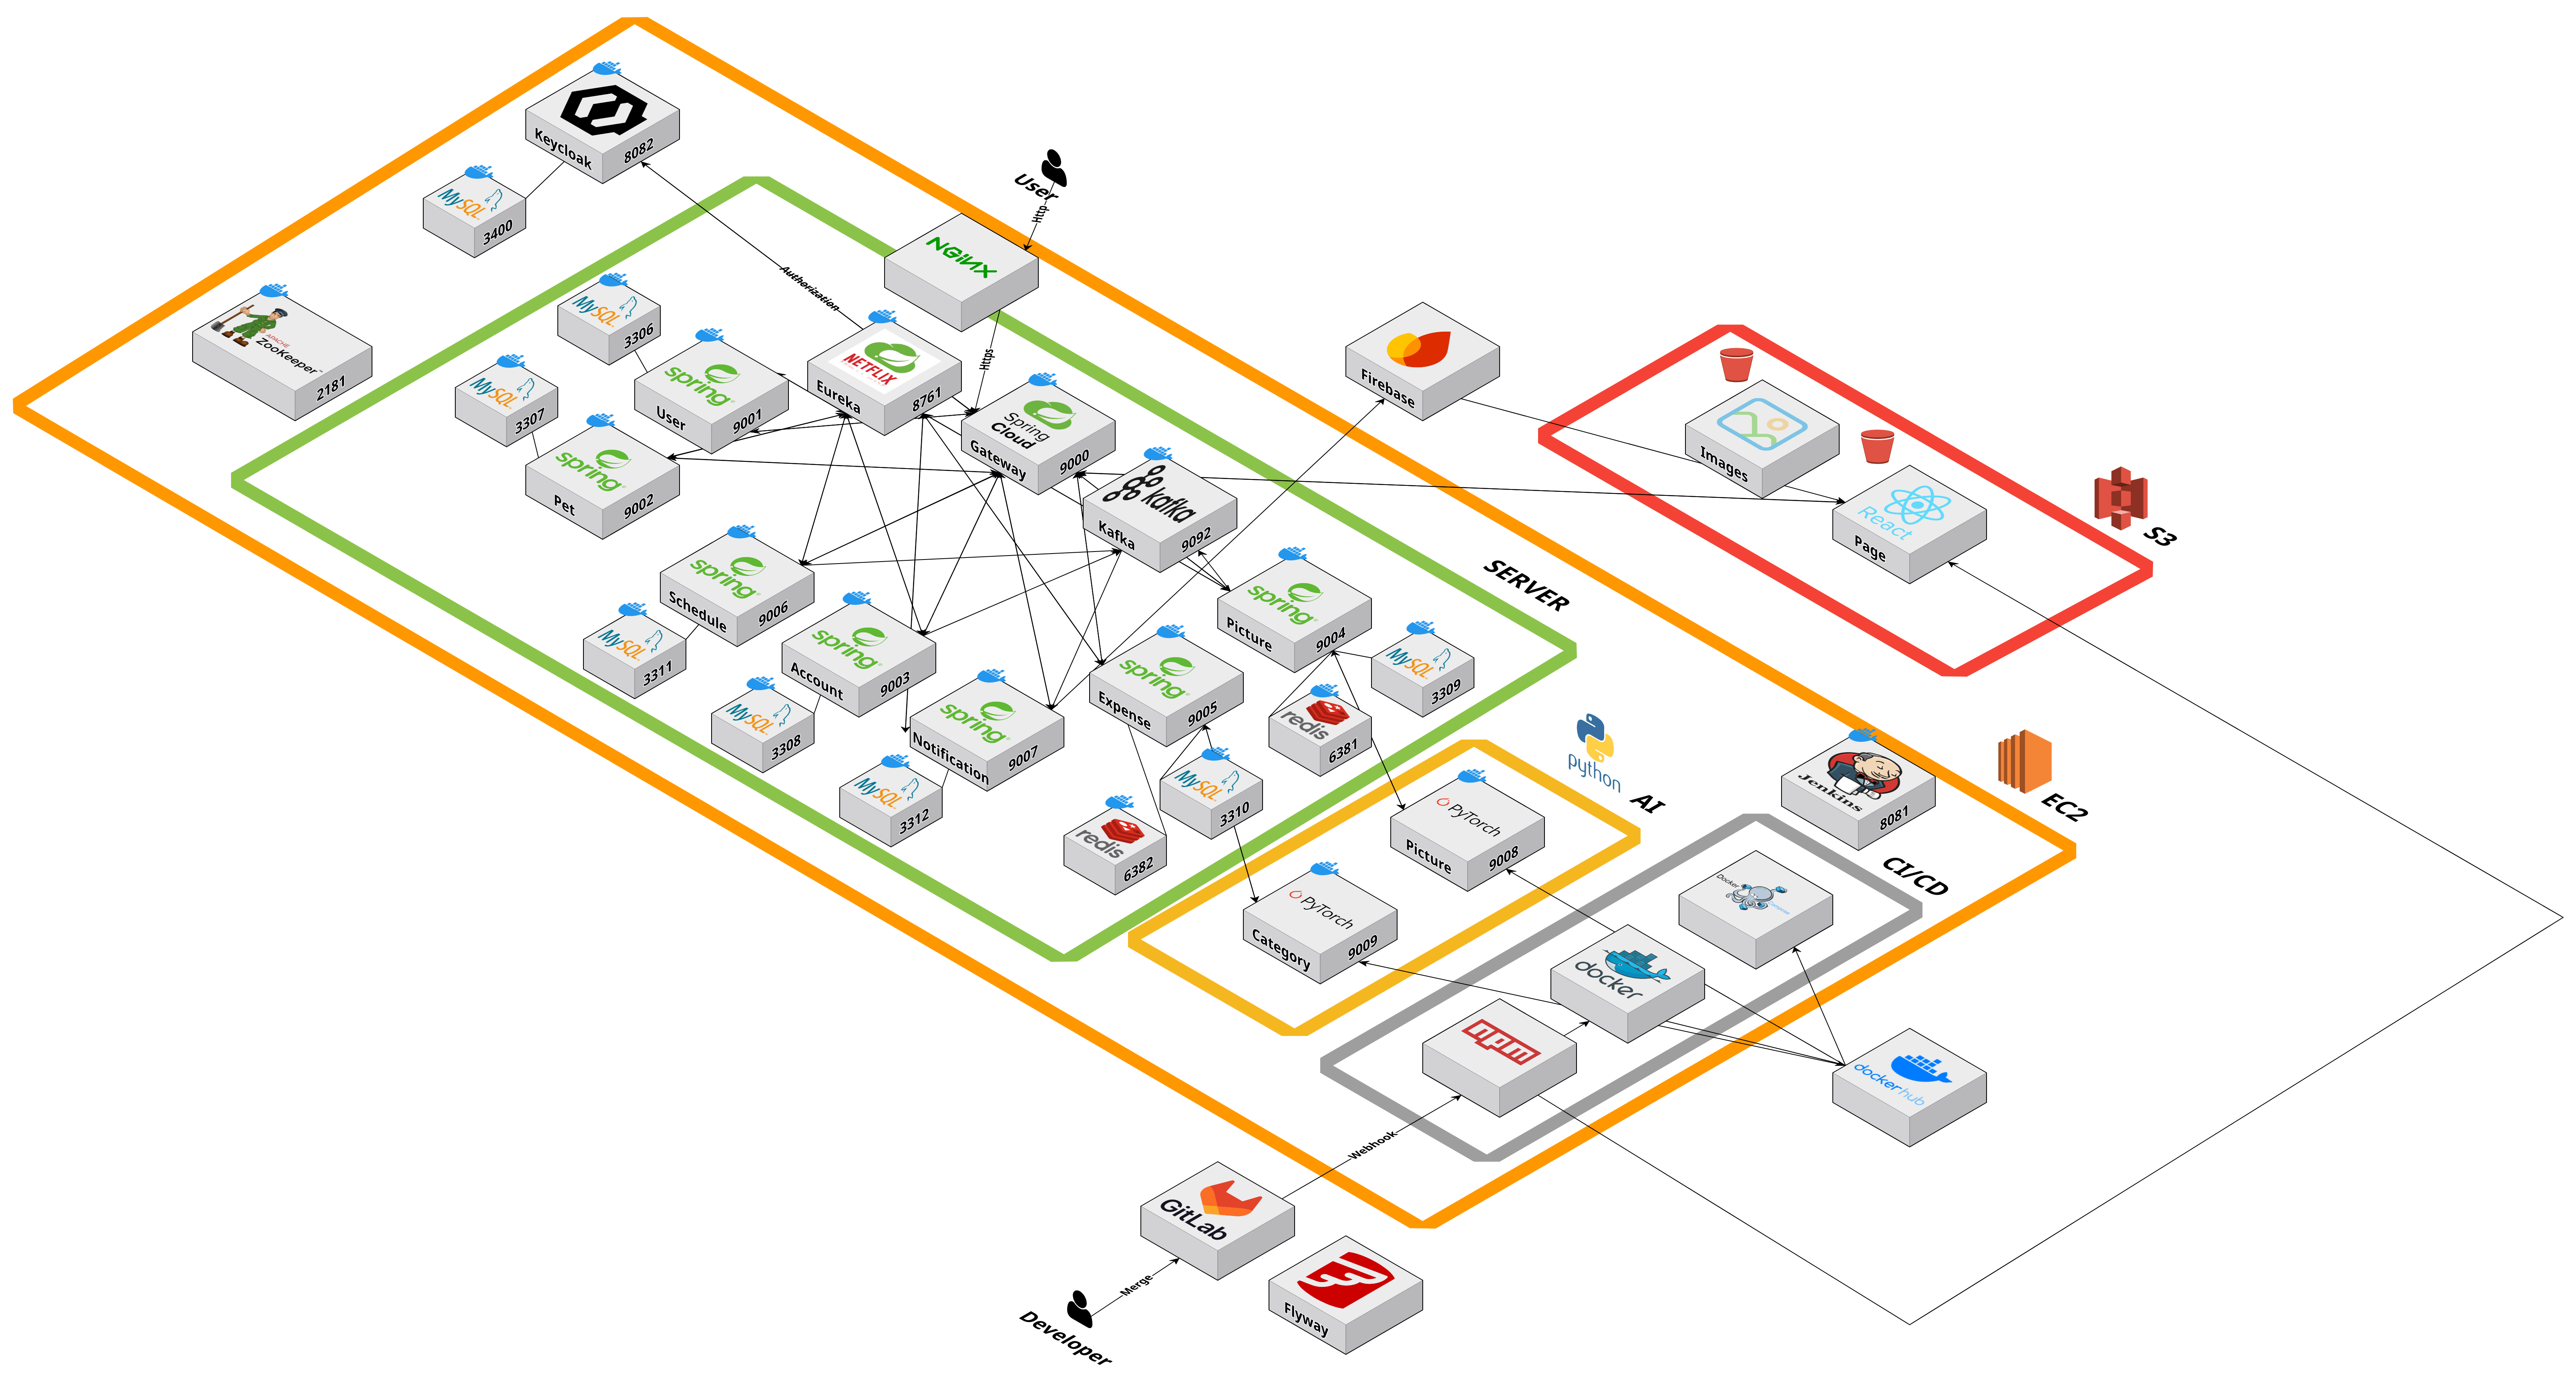 Keycloak
8082
MySQL
3400
User
Http
NGiNX
Authorization
APACHE
ZooKeeper™
2181
MySQL
3306
MySQL
3307
spring
User
9001
NETFLIX
Eureka
8761
Https
Spring
Cloud
Gateway
9000
spring
Pet
9002
kafka
Kafka
9092
Firebase
Images
React
Page
S3
SERVER
spring
Schedule
9006
MySQL
3311
spring
Account
9003
MySQL
3308
spring
Notification
9007
MySQL
3312
spring
Expense
9005
spring
Picture
9004
MySQL
3309
redis
6381
MySQL
3310
redis
6382
python
AI
PyTorch
Picture
9008
PyTorch
Category
9009
Jenkins
8081
EC2
CI/CD
Docker
docker
npm
dockerhub
Webhook
GitLab
Merge
Developer
Flyway